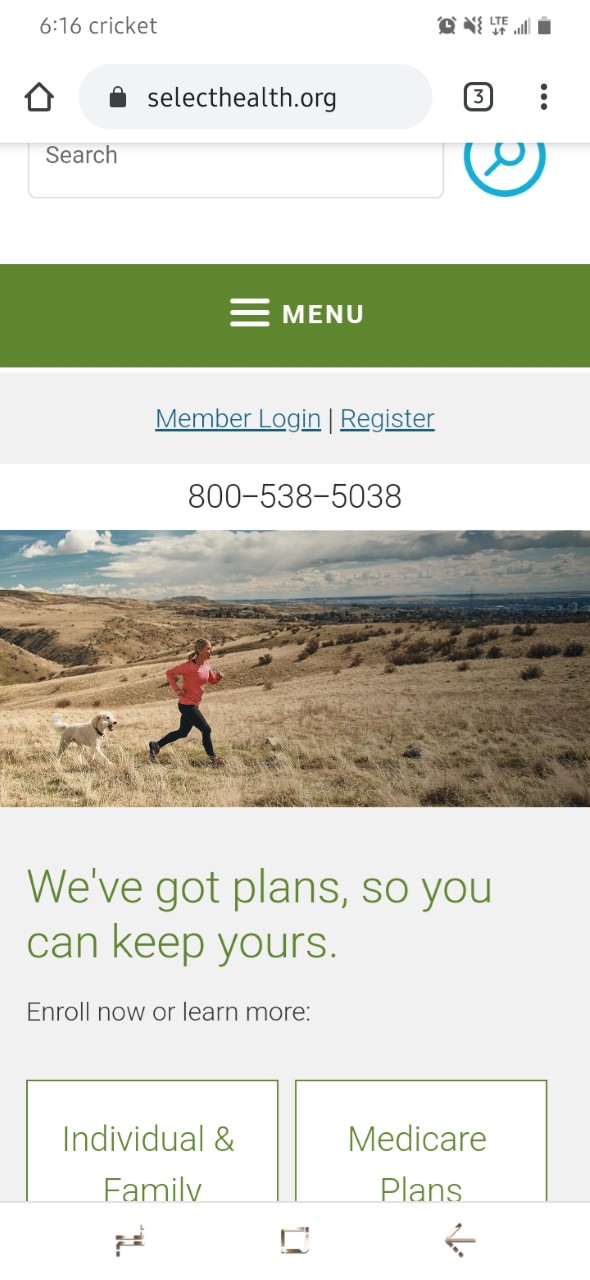 6:16 cricket
LTE
selecthealth.org
3
Search
MENU
Member Login | Register
800–538–5038
We've got plans, so you
can keep yours.
Enroll now or learn more:
Individual &
Family
Medicare
Plans